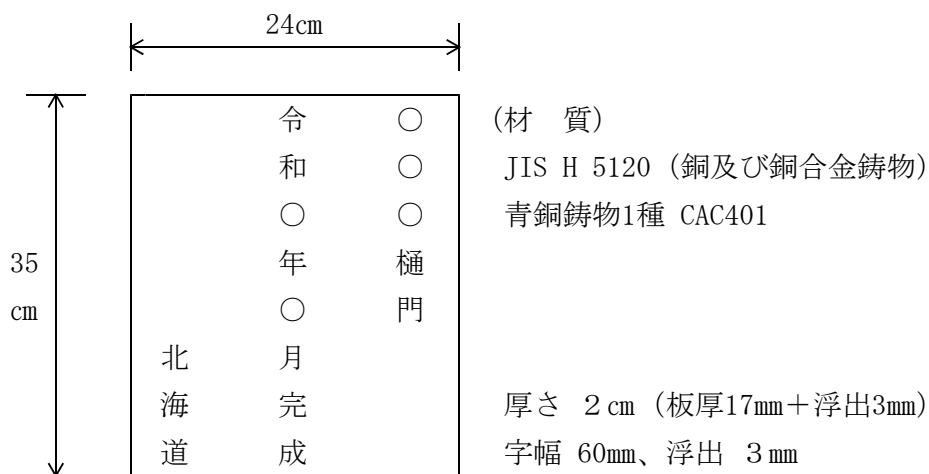 24cm
35
cm
○○○樋門
令和○年○月完成
北海道
(材　質)
JIS H 5120 (銅及び銅合金鋳物)
青銅鋳物1種 CAC401
厚さ ２cm (板厚17mm＋浮出3mm)
字幅 60mm、浮出 ３mm